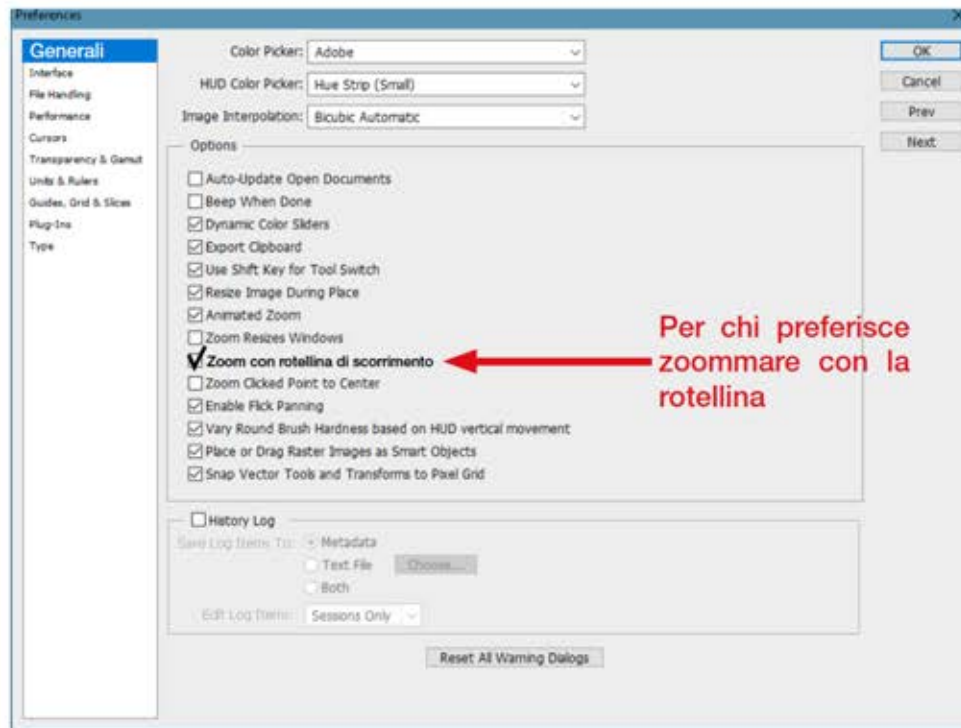 Preferences
Generali
Interface
File Handling
Performance
Cursors
Transparency & Gamut
Units & Rulers
Guides, Grid & Slices
Plug-Ins
Type
Color Picker: Adobe
HUD Color Picker: Hue Strip (Small)
Image Interpolation: Bicubic Automatic
OK
Cancel
Prev
Next
Options
Auto-Update Open Documents
Beep When Done
Dynamic Color Sliders
Export Clipboard
Use Shift Key for Tool Switch
Resize Image During Place
Animated Zoom
Zoom Resizes Windows
Zoom con rotellina di scorrimento
Zoom Clicked Point to Center
Enable Flick Panning
Vary Round Brush Hardness based on HUD vertical movement
Place or Drag Raster Images as Smart Objects
Snap Vector Tools and Transforms to Pixel Grid
Per chi preferisce
zoommare con la
rotellina
History Log
Save Log Items To: Metadata
Text File Choose...
Both
Edit Log Items: Sessions Only
Reset All Warning Dialogs